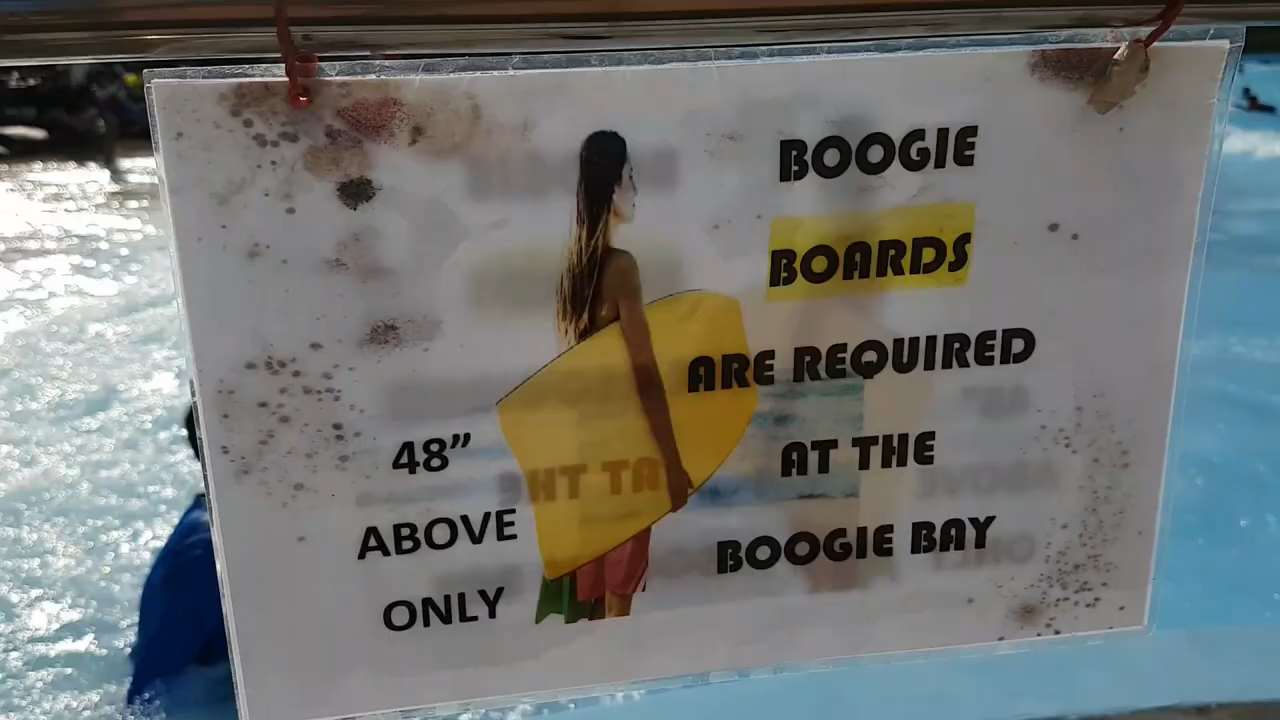 BOOGIE
BOARDS
ARE REQUIRED
AT THE
BOOGIE BAY
48”
ABOVE
ONLY